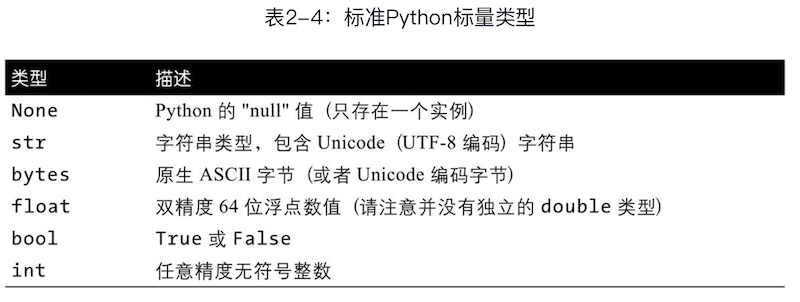 表2-4：标准Python标量类型
类型 描述
None Python 的 "null" 值（只存在一个实例）
str 字符串类型，包含 Unicode（UTF-8 编码）字符串
bytes 原生 ASCII 字节（或者 Unicode 编码字节）
float 双精度 64 位浮点数值（请注意并没有独立的 double 类型）
bool True 或 False
int 任意精度无符号整数